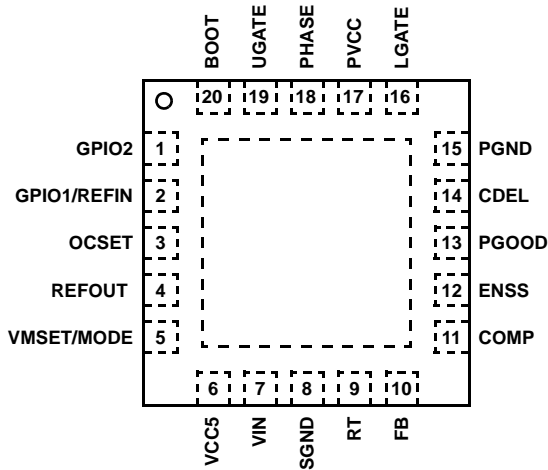 BOOT
UGATE
PHASE
PVCC
LGATE
20
19
18
17
16
GPIO2
1
15
PGND
GPIO1/REFIN
2
14
CDEL
OCSET
3
13
PGOOD
REFOUT
4
12
ENSS
VMSET/MODE
5
11
COMP
6
7
8
9
10
VCC5
VIN
SGND
RT
FB